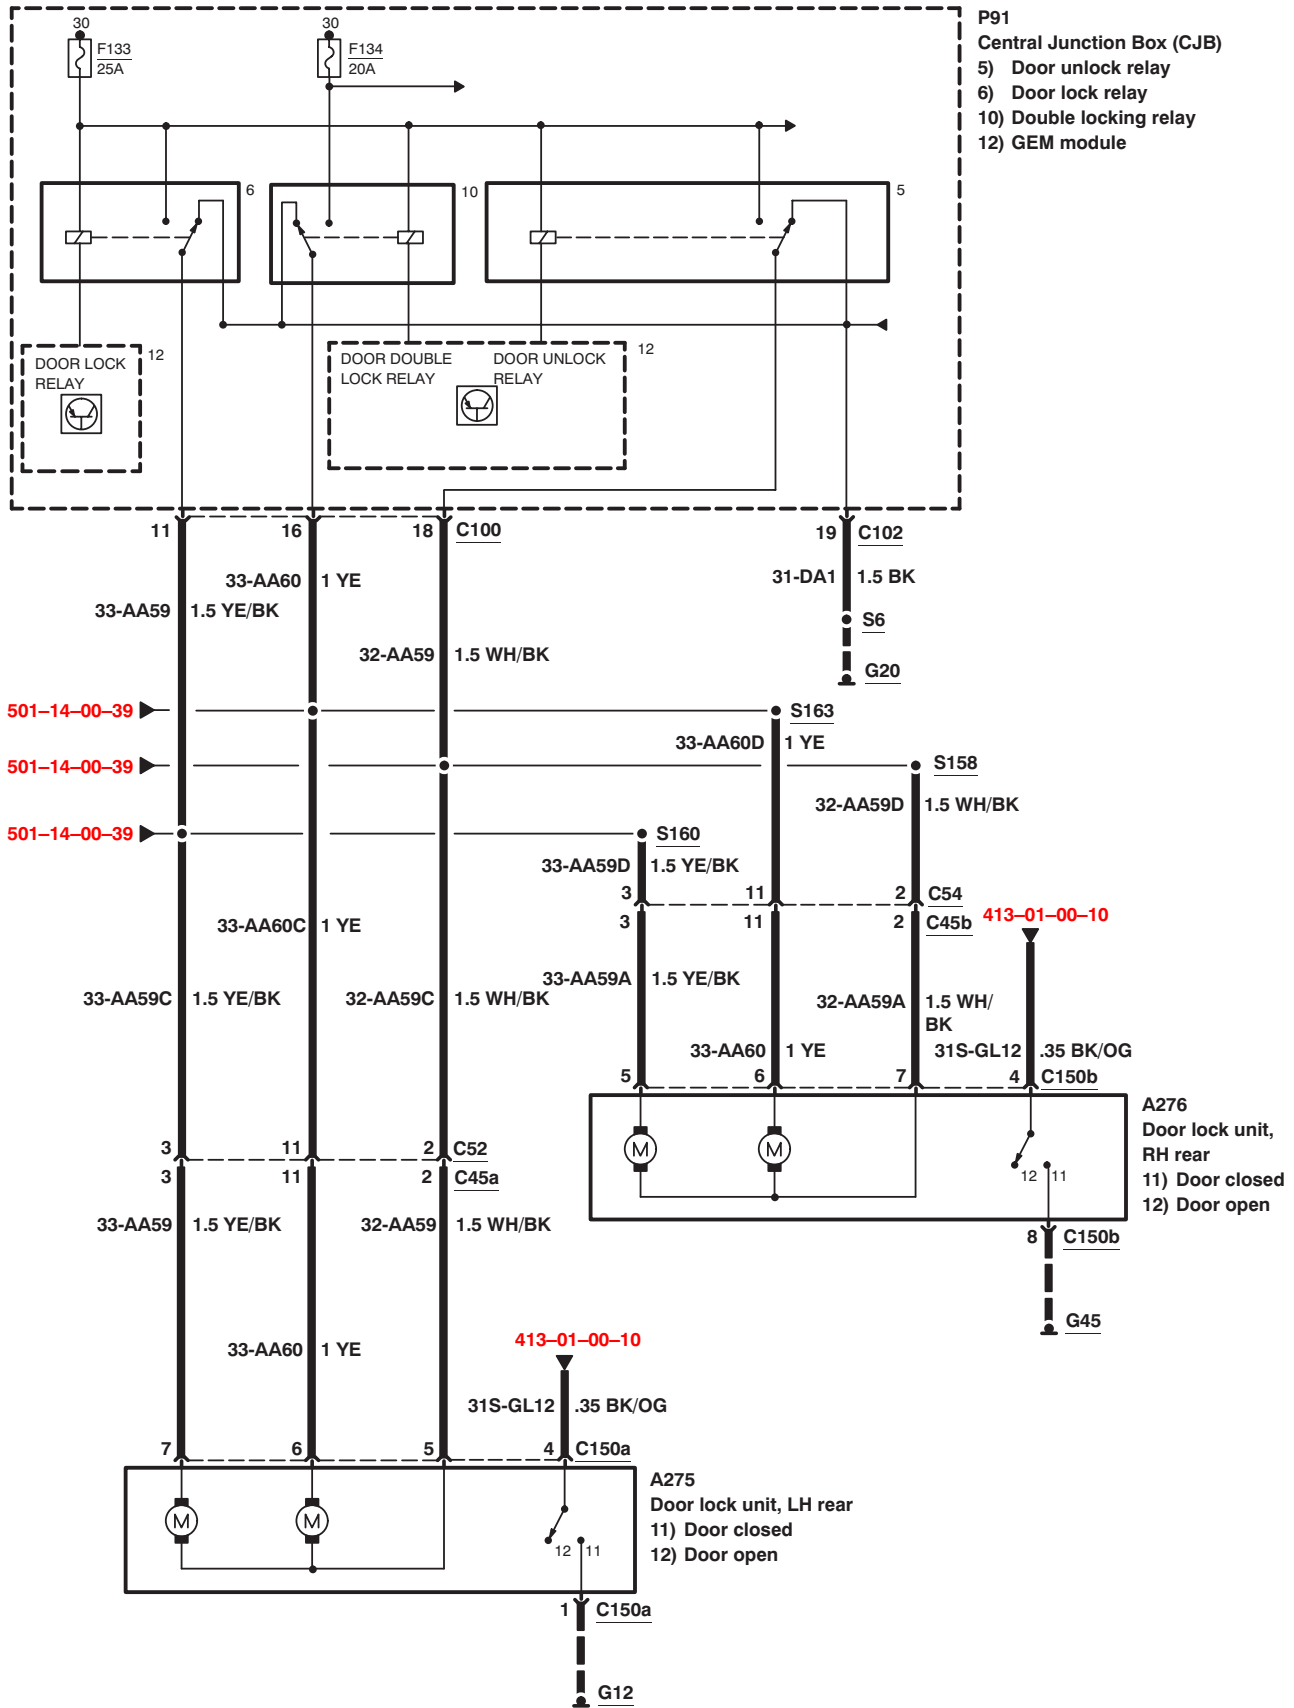 P91
Central Junction Box (CJB)
5) Door unlock relay
6) Door lock relay
10) Double locking relay
12) GEM module
30
F133
25A
30
F134
20A
6
10
5
DOOR LOCK
RELAY
12
DOOR DOUBLE
LOCK RELAY
DOOR UNLOCK
RELAY
12
11
16
18
C100
19
C102
33-AA60
1 YE
31-DA1
1.5 BK
33-AA59
1.5 YE/BK
S6
32-AA59
1.5 WH/BK
G20
501–14–00–39
S163
33-AA60D
1 YE
501–14–00–39
S158
32-AA59D
1.5 WH/BK
501–14–00–39
S160
33-AA59D
1.5 YE/BK
3
11
2
C54
3
11
2
C45b
413–01–00–10
33-AA60C
1 YE
33-AA59A
1.5 YE/BK
33-AA59C
1.5 YE/BK
32-AA59C
1.5 WH/BK
32-AA59A
1.5 WH/
BK
33-AA60
1 YE
31S-GL12
.35 BK/OG
5
6
7
4
C150b
A276
Door lock unit,
RH rear
11) Door closed
12) Door open
M
M
12
11
3
11
2
C52
3
11
2
C45a
33-AA59
1.5 YE/BK
32-AA59
1.5 WH/BK
8
C150b
G45
33-AA60
1 YE
413–01–00–10
31S-GL12
.35 BK/OG
7
6
5
4
C150a
A275
Door lock unit, LH rear
11) Door closed
12) Door open
M
M
12
11
1
C150a
G12